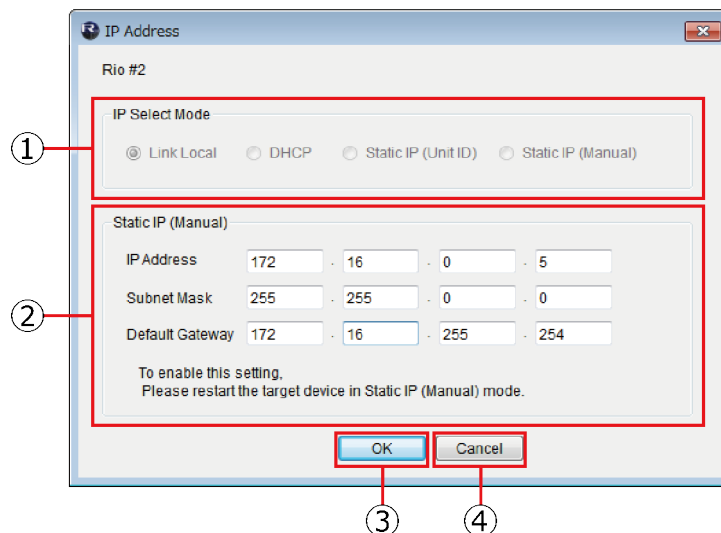 IP Address
Rio #2
IP Select Mode
① Link Local DHCP Static IP (Unit ID) Static IP (Manual)
Static IP (Manual)
IP Address 172 . 16 . 0 . 5
② Subnet Mask 255 . 255 . 0 . 0
Default Gateway 172 . 16 . 255 . 254
To enable this setting,
Please restart the target device in Static IP (Manual) mode.
OK Cancel
③ ④